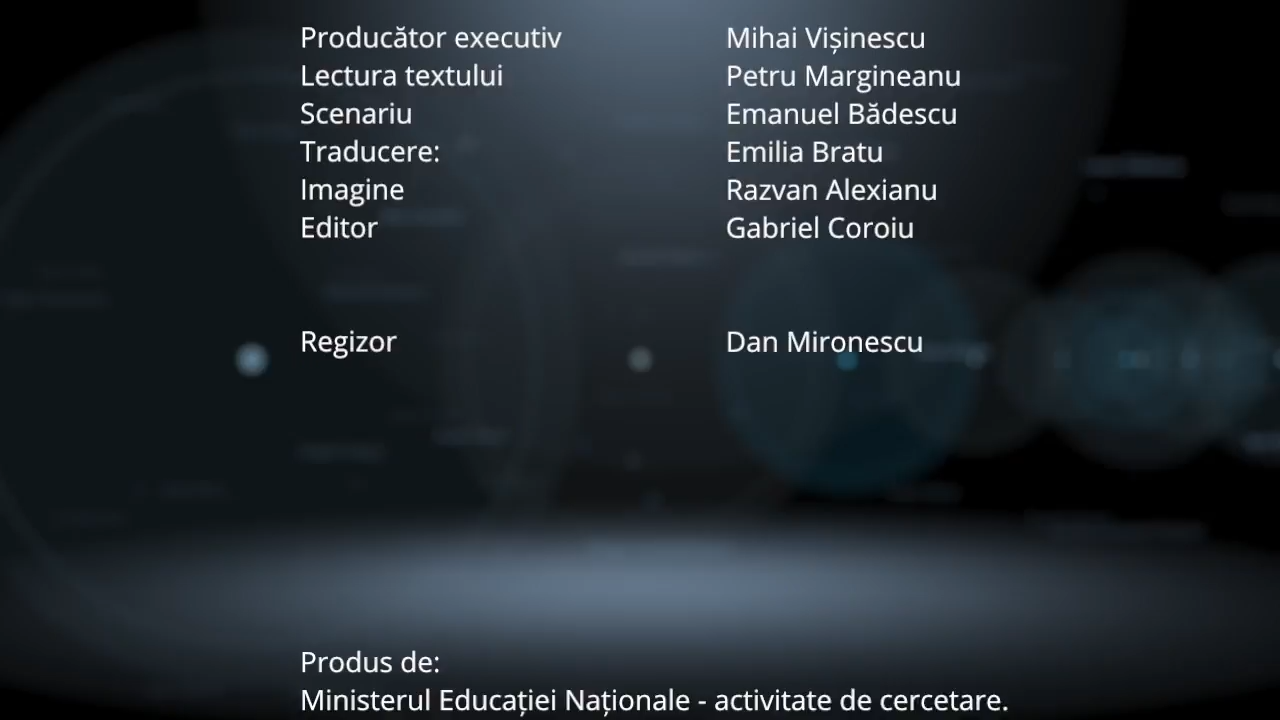 Producător executiv Mihai Vișinescu
Lectura textului Petru Margineanu
Scenariu Emanuel Bădescu
Traducere: Emilia Bratu
Imagine Razvan Alexianu
Editor Gabriel Coroiu
Regizor Dan Mironescu
Produs de:
Ministerul Educației Naționale - activitate de cercetare.